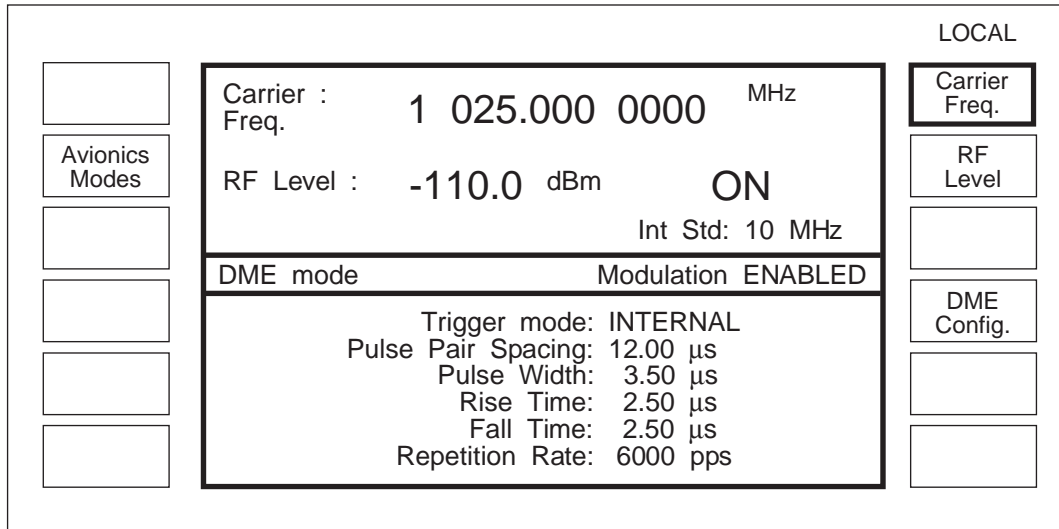 LOCAL
Carrier
Freq.
Carrier :
Freq.
1 025.000 0000 MHz
Avionics
Modes
RF Level : -110.0 dBm ON
RF
Level
Int Std: 10 MHz
DME mode Modulation ENABLED
DME
Config.
Trigger mode: INTERNAL
Pulse Pair Spacing: 12.00 µs
Pulse Width: 3.50 µs
Rise Time: 2.50 µs
Fall Time: 2.50 µs
Repetition Rate: 6000 pps